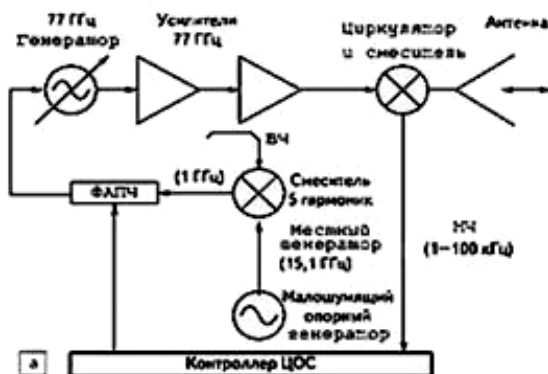 77 ГГц
Генератор
Усилители
77 ГГц
Циркулятор
и смеситель
Антенна
ВЧ
(1 ГГц)
Смеситель
5 гармоник
ФАПЧ
Местный
генератор
(15,1 ГГц)
НЧ
(1–100 кГц)
Малошумящий
опорный
генератор
а
Контроллер ЦОС